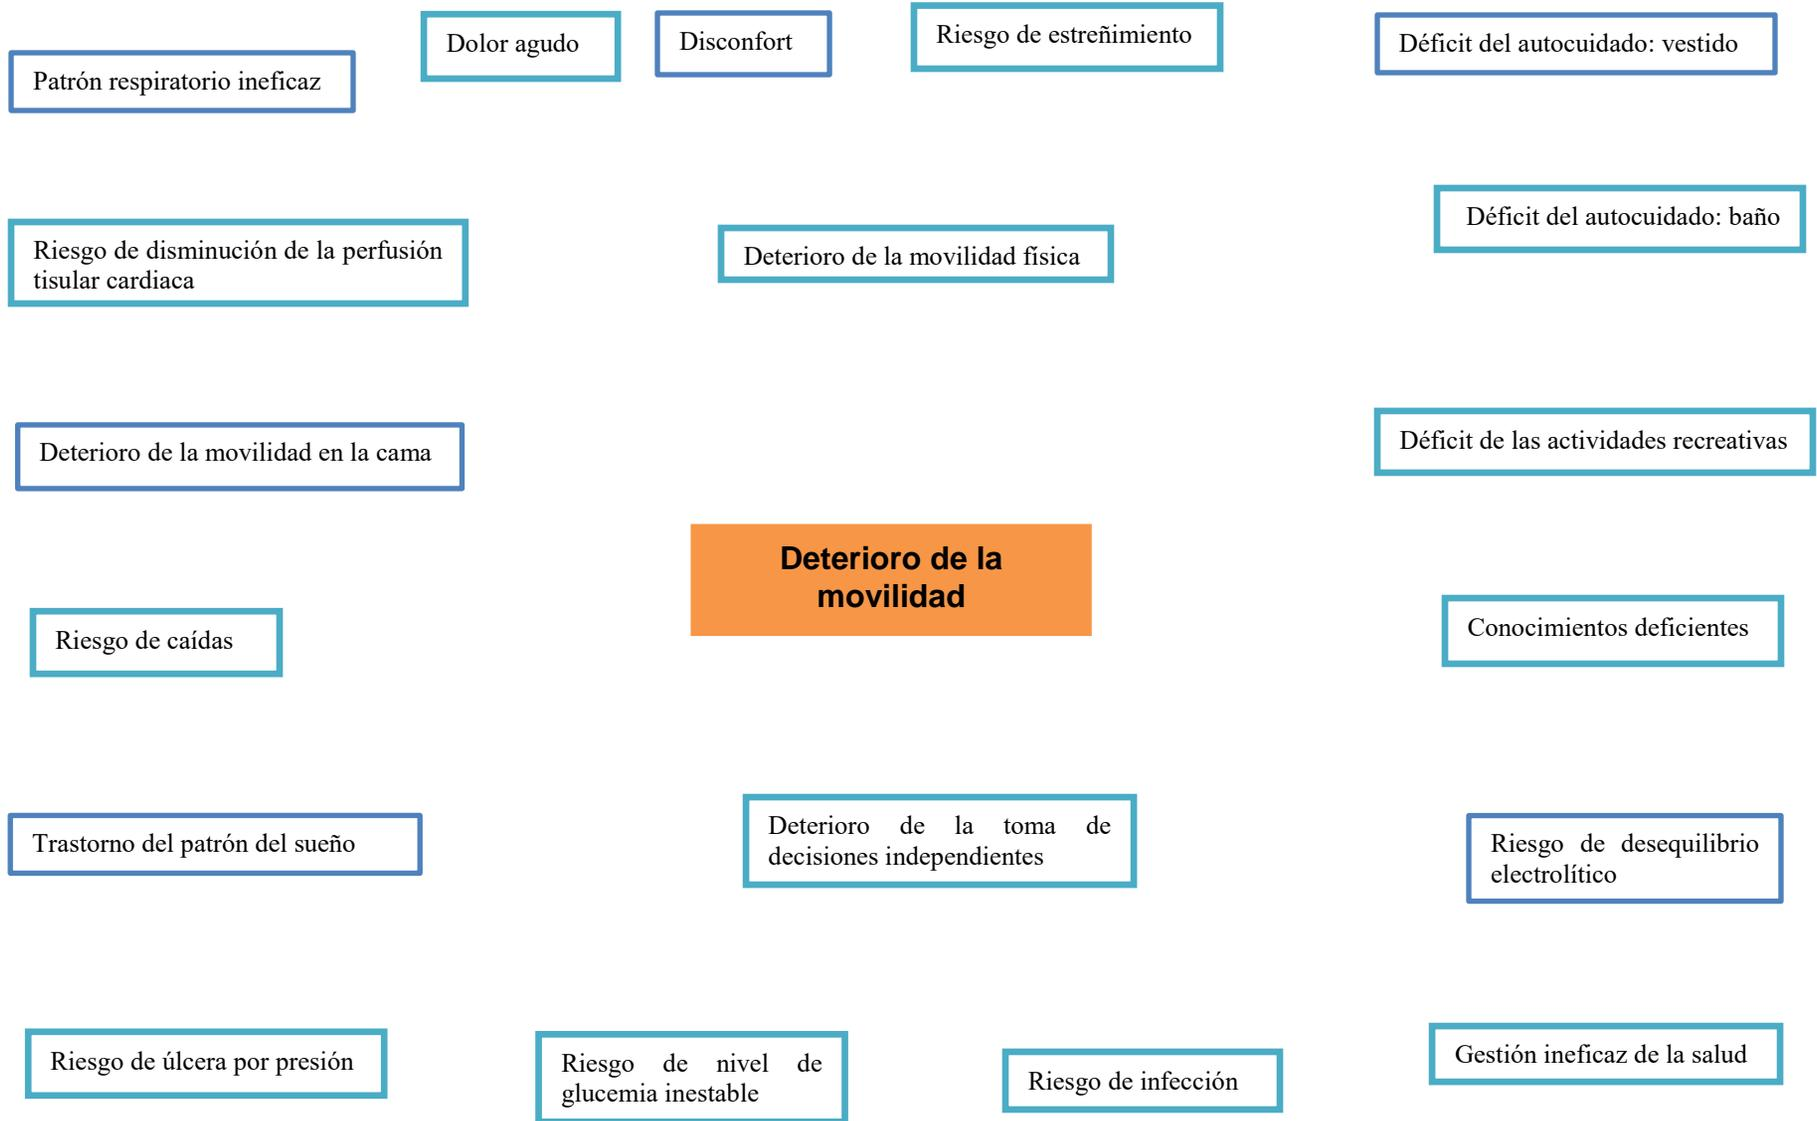 Dolor agudo
Disconfort
Riesgo de estreñimiento
Déficit del autocuidado: vestido
Patrón respiratorio ineficaz
Déficit del autocuidado: baño
Riesgo de disminución de la perfusión
tisular cardiaca
Deterioro de la movilidad física
Deterioro de la movilidad en la cama
Déficit de las actividades recreativas
Deterioro de la
movilidad
Riesgo de caídas
Conocimientos deficientes
Trastorno del patrón del sueño
Deterioro de la toma de
decisiones independientes
Riesgo de desequilibrio
electrolítico
Riesgo de úlcera por presión
Riesgo de nivel de
glucemia inestable
Riesgo de infección
Gestión ineficaz de la salud